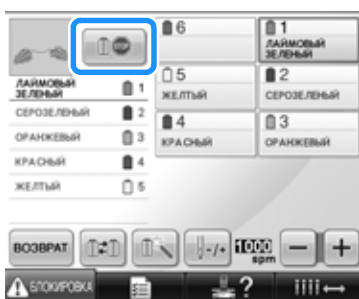 STOP
6
1
ЛАЙМОВЫЙ
ЗЕЛЕНЫЙ
5
ЖЕЛТЫЙ
2
СЕРОЗЕЛЕНЫЙ
4
КРАСНЫЙ
3
ОРАНЖЕВЫЙ
ЛАЙМОВЫЙ
ЗЕЛЕНЫЙ 1
СЕРОЗЕЛЕНЫЙ 2
ОРАНЖЕВЫЙ 3
КРАСНЫЙ 4
ЖЕЛТЫЙ 5
ВОЗВРАТ -/+ 1000 spm - +
БЛОКИРОВКА ?